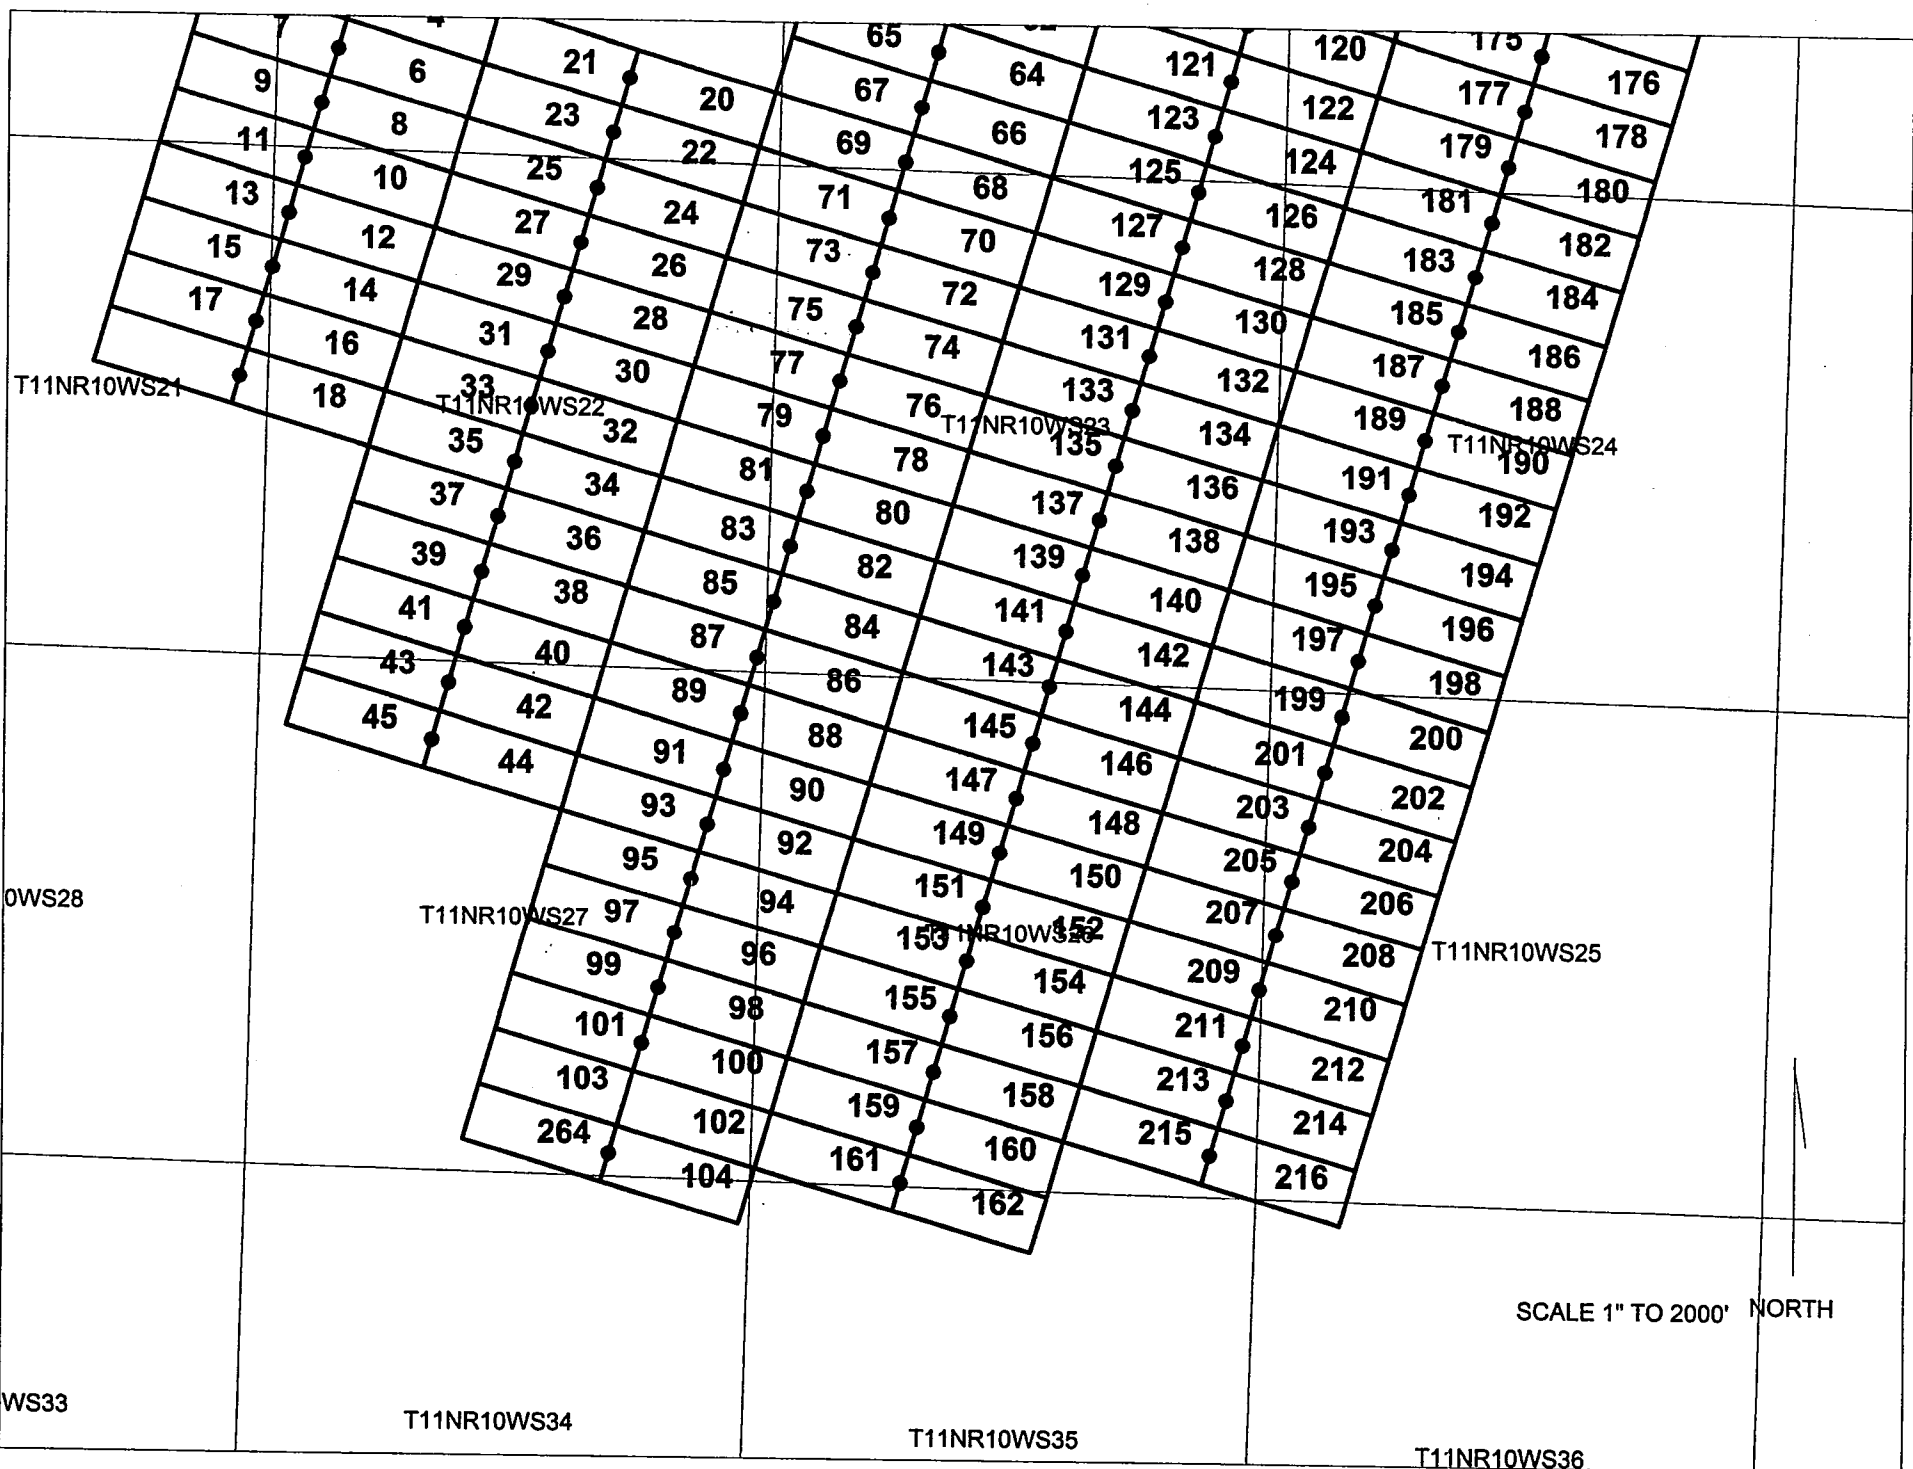 7 4 65 62 120 175
9 6 21 20 67 64 121 122 177 176
11 8 23 22 69 66 123 124 179 178
13 10 25 24 71 68 125 126 181 180
15 12 27 26 73 70 127 128 183 182
17 14 29 28 75 72 129 130 185 184
16 31 30 77 74 131 132 187 186
T11NR10WS21 18 33 T11NR10WS22 32 79 76 T11NR10WS23 133 134 189 188 T11NR10WS24
35 34 81 78 135 136 191 190
37 36 83 80 137 138 193 192
39 38 85 82 139 140 195 194
41 40 87 84 141 142 197 196
43 42 89 86 143 144 199 198
45 44 91 88 145 146 201 200
93 90 147 148 203 202
95 92 149 150 205 204
0WS28 T11NR10WS27 97 94 151 152 T11NR10WS26 207 206 T11NR10WS25
99 96 153 154 209 208
101 98 155 156 211 210
103 100 157 158 213 212
264 102 159 160 215 214
104 161 162 216
SCALE 1" TO 2000' NORTH
WS33 T11NR10WS34 T11NR10WS35 T11NR10WS36